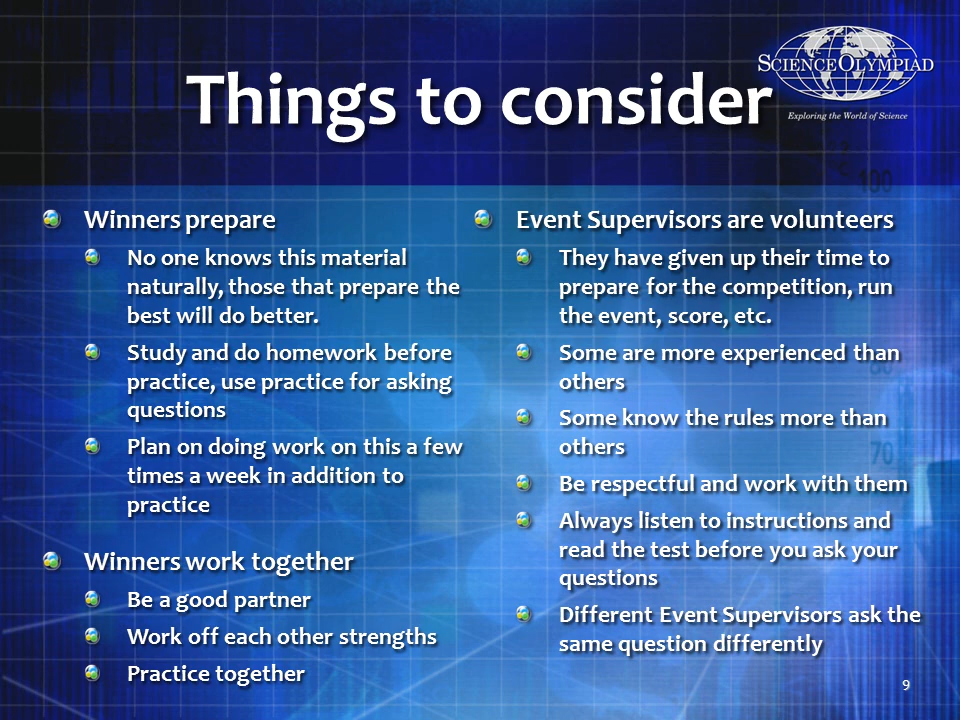 SCIENCE OLYMPIAD
Exploring the World of Science
Things to consider
Winners prepare
No one knows this material
naturally, those that prepare the
best will do better.
Study and do homework before
practice, use practice for asking
questions
Plan on doing work on this a few
times a week in addition to
practice
Winners work together
Be a good partner
Work off each other strengths
Practice together
Event Supervisors are volunteers
They have given up their time to
prepare for the competition, run
the event, score, etc.
Some are more experienced than
others
Some know the rules more than
others
Be respectful and work with them
Always listen to instructions and
read the test before you ask your
questions
Different Event Supervisors ask the
same question differently
100
80
70
9